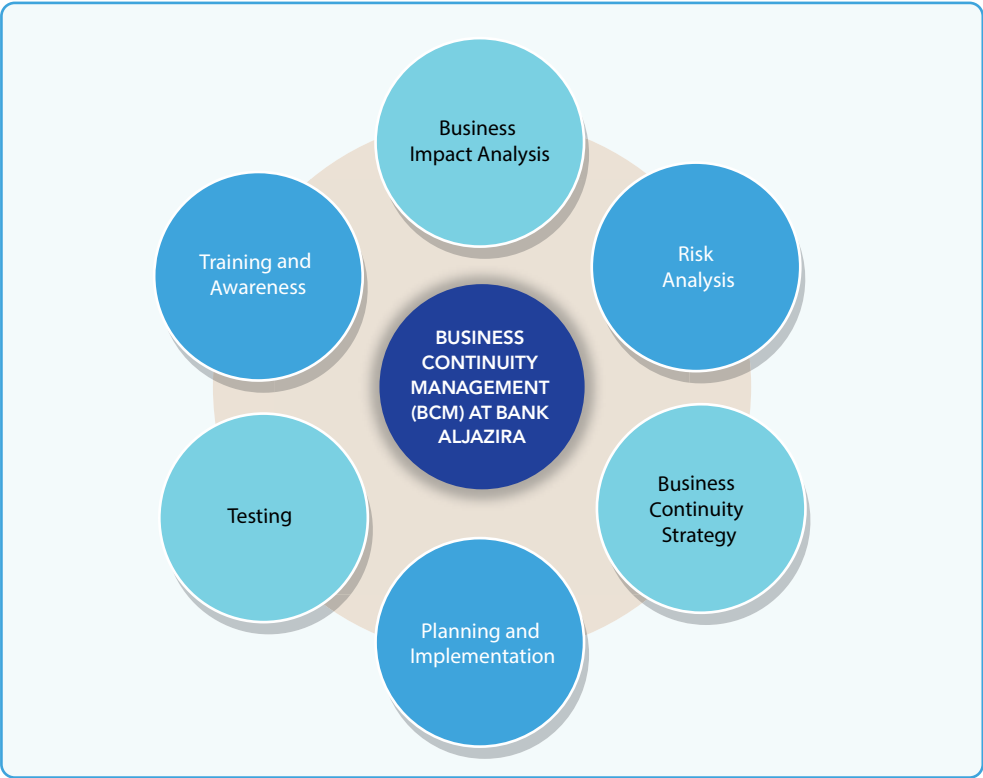 Business
Impact Analysis
Risk
Analysis
Business
Continuity
Strategy
Planning and
Implementation
Testing
Training and
Awareness
BUSINESS
CONTINUITY
MANAGEMENT
(BCM) AT BANK
ALJAZIRA